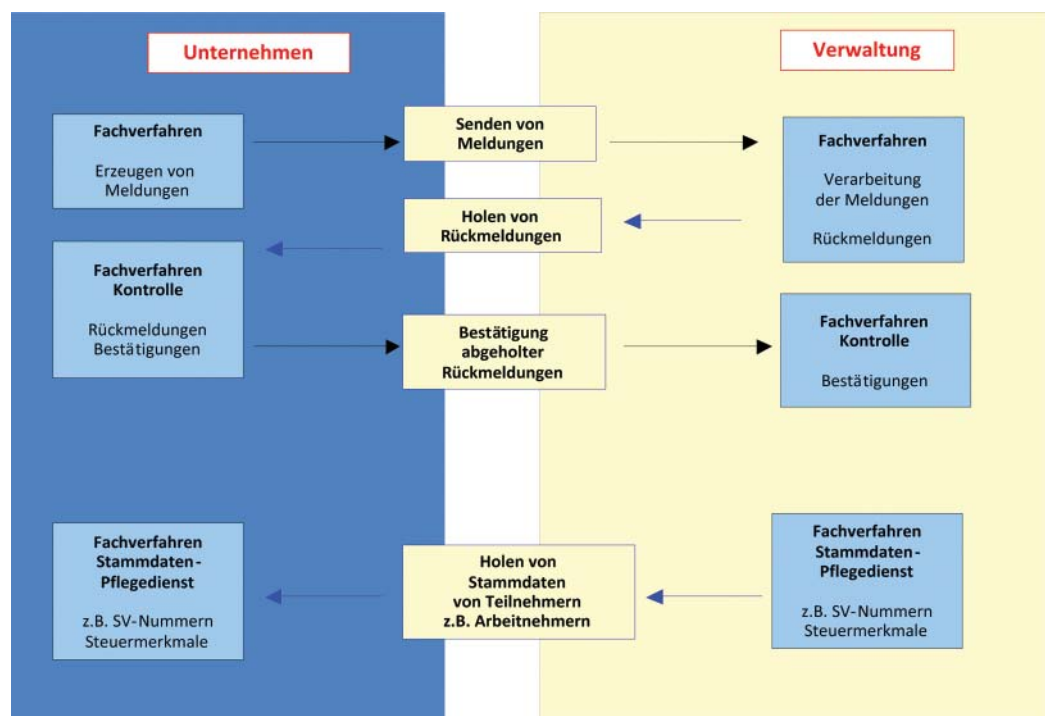 Unternehmen
Verwaltung
Fachverfahren
Erzeugen von
Meldungen
Senden von
Meldungen
Fachverfahren
Verarbeitung
der Meldungen
Rückmeldungen
Holen von
Rückmeldungen
Fachverfahren
Kontrolle
Rückmeldungen
Bestätigungen
Bestätigung
abgeholter
Rückmeldungen
Fachverfahren
Kontrolle
Bestätigungen
Fachverfahren
Stammdaten-
Pflegedienst
z.B. SV-Nummern
Steuermerkmale
Holen von
Stammdaten
von Teilnehmern
z.B. Arbeitnehmern
Fachverfahren
Stammdaten-
Pflegedienst
z.B. SV-Nummern
Steuermerkmale